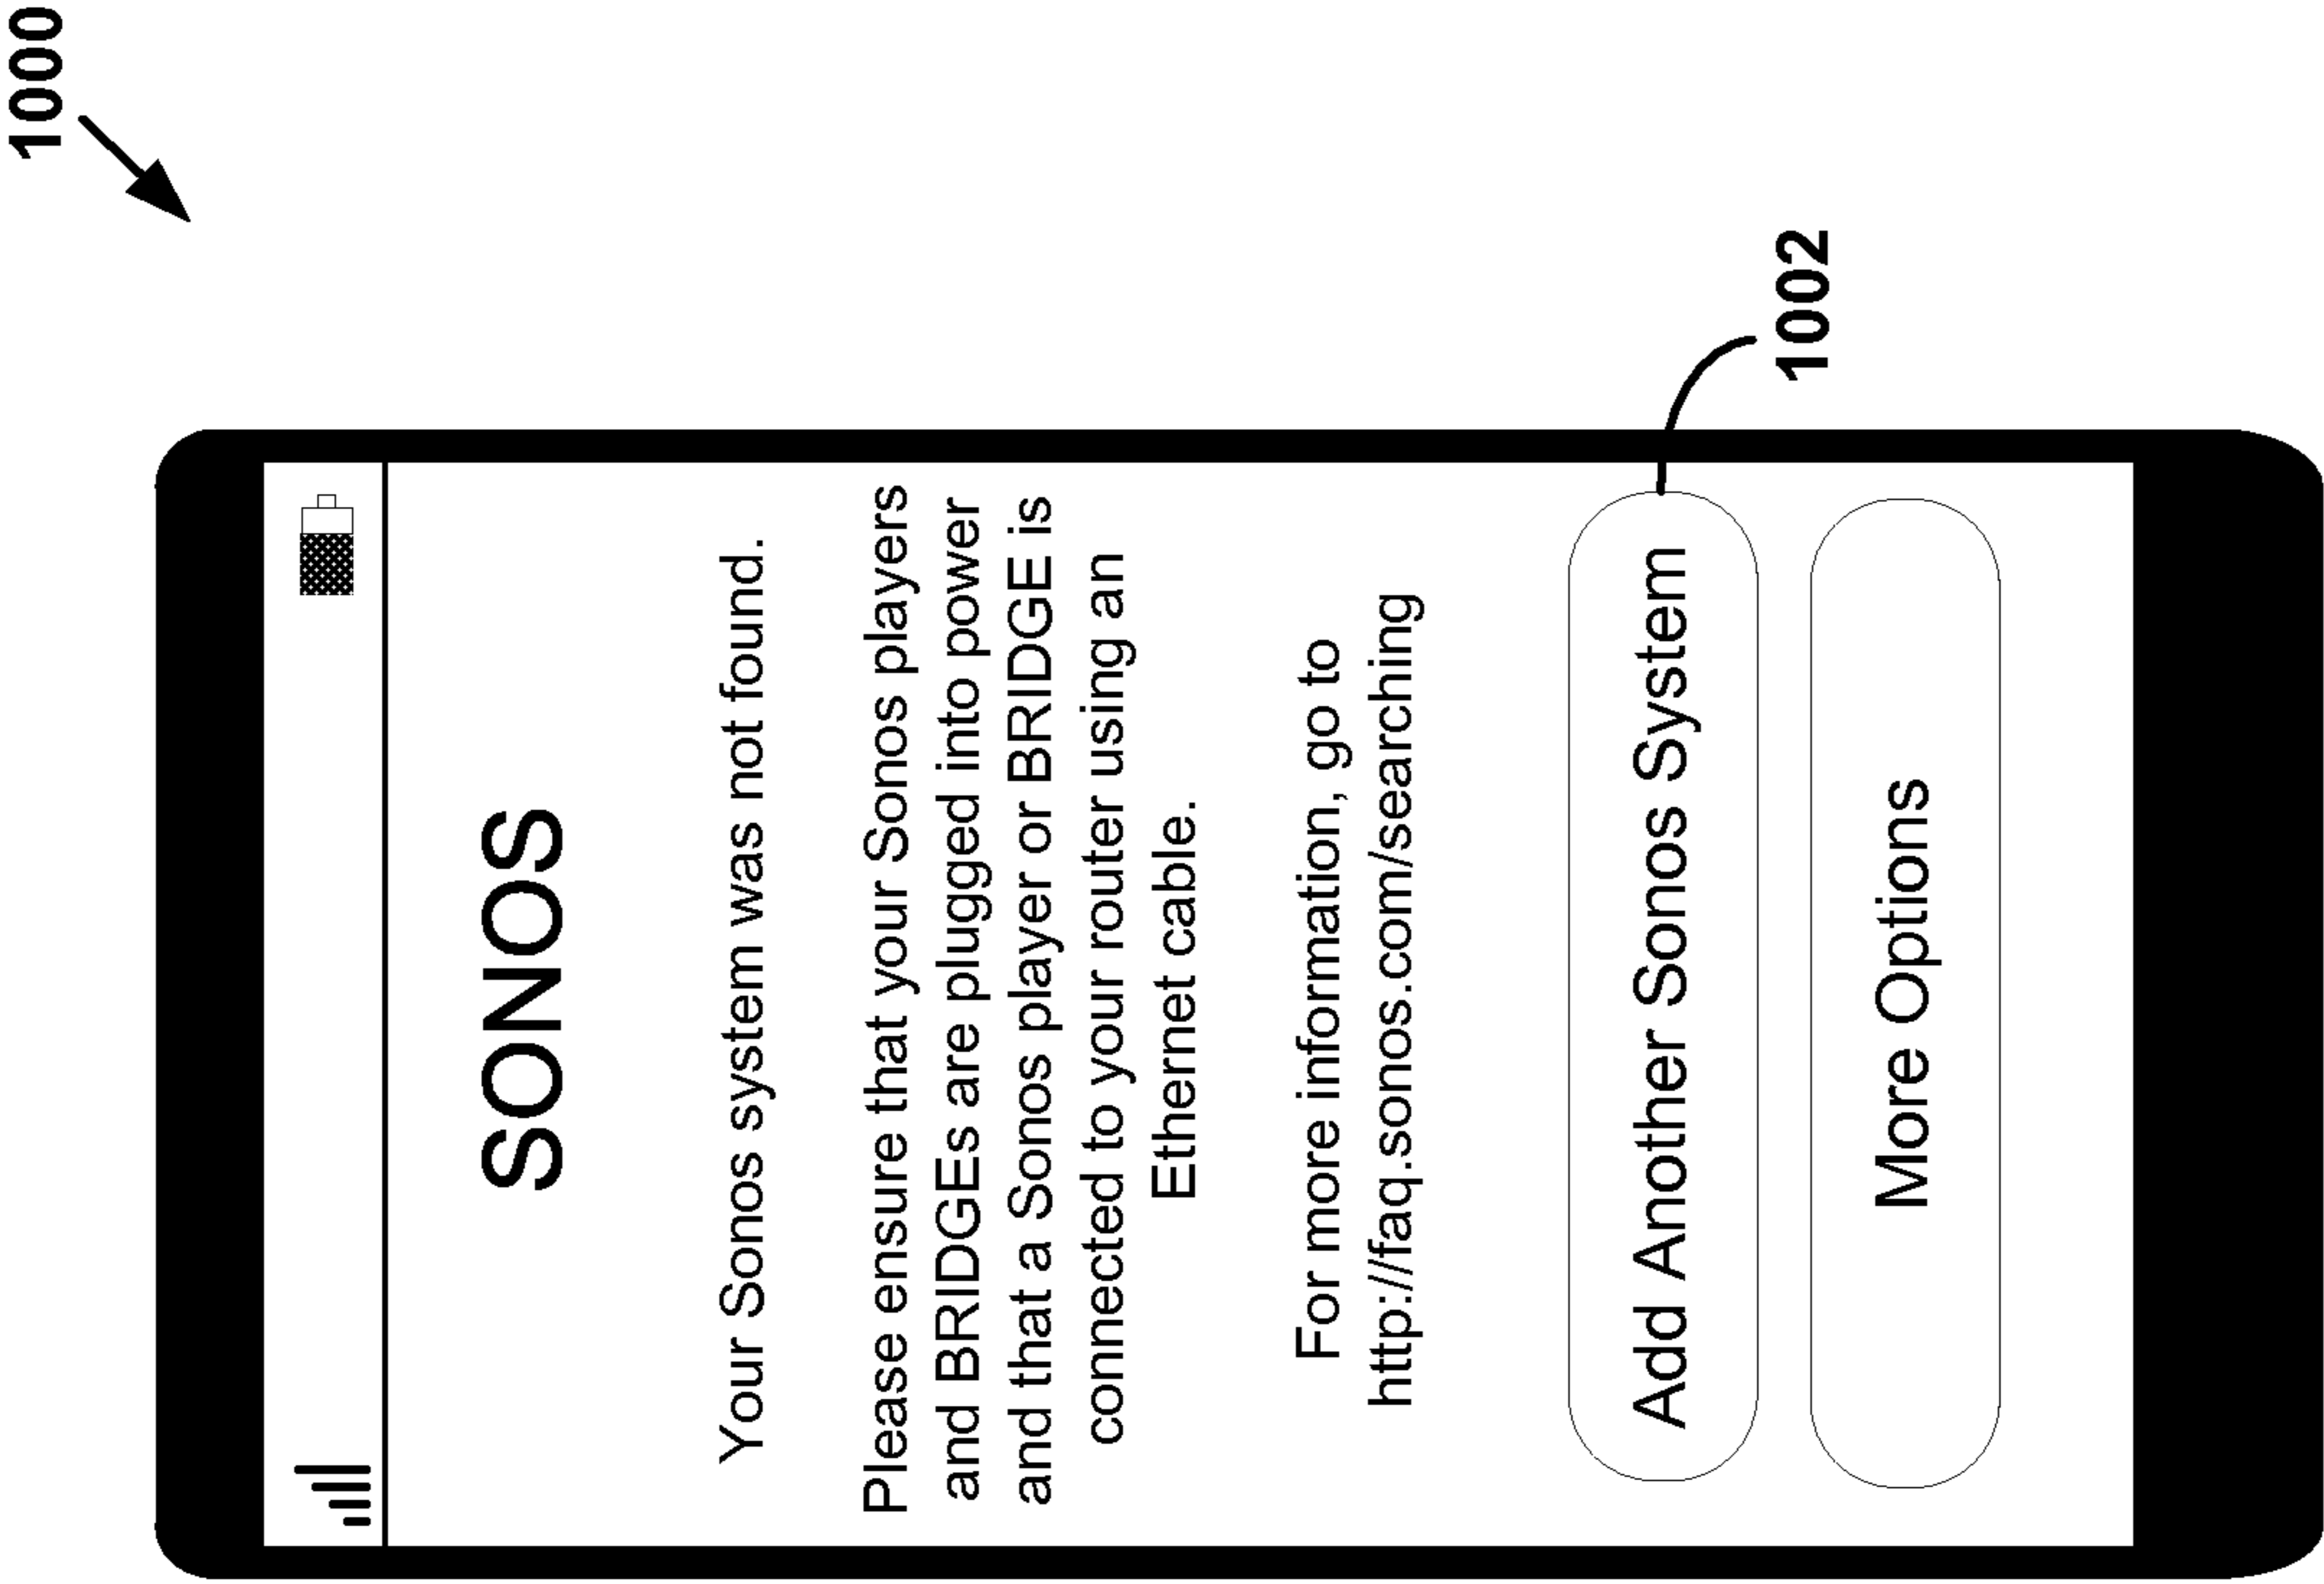 1000
SONOS
Your Sonos system was not found.
Please ensure that your Sonos players
and BRIDGEs are plugged into power
and that a Sonos player or BRIDGE is
connected to your router using an
Ethernet cable.
For more information, go to
http://faq.sonos.com/searching
Add Another Sonos System
1002
More Options